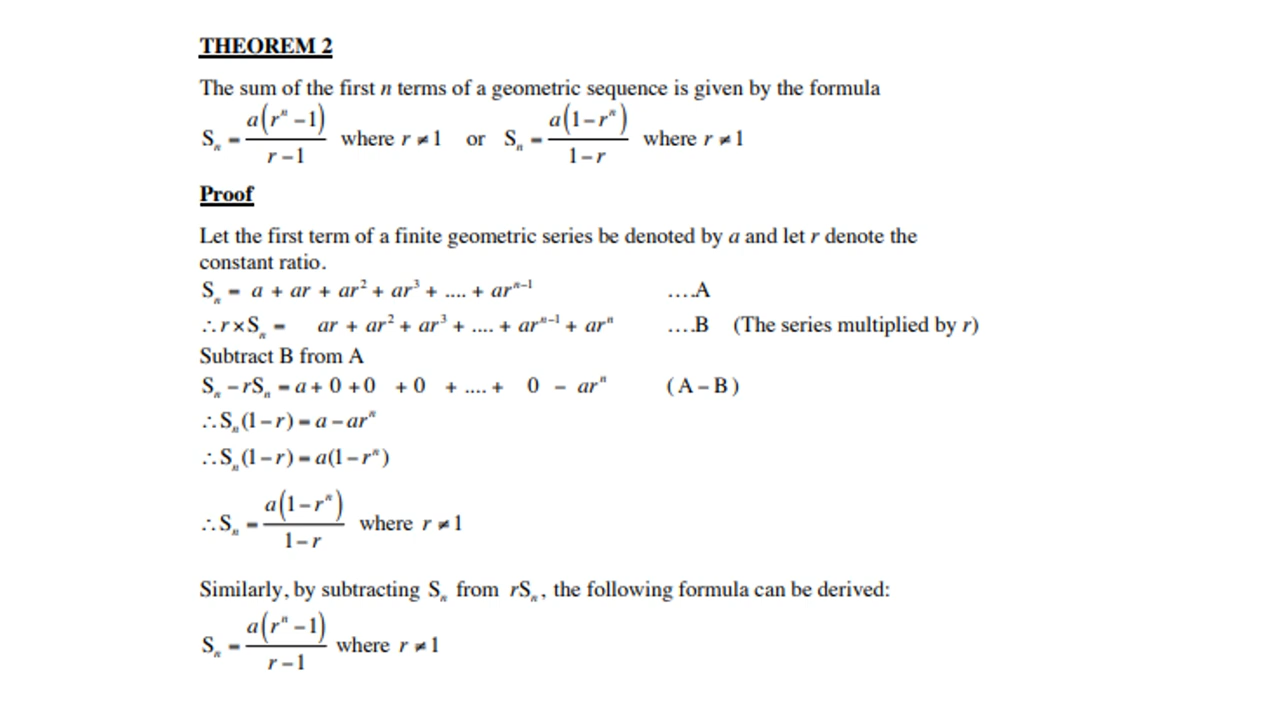 THEOREM 2
The sum of the first n terms of a geometric sequence is given by the formula
Sₙ = a(rⁿ − 1)/(r − 1) where r ≠ 1 or Sₙ = a(1 − rⁿ)/(1 − r) where r ≠ 1
Proof
Let the first term of a finite geometric series be denoted by a and let r denote the
constant ratio.
Sₙ = a + ar + ar² + ar³ + .... + arⁿ⁻¹ ....A
∴ r × Sₙ = ar + ar² + ar³ + .... + arⁿ⁻¹ + arⁿ ....B (The series multiplied by r)
Subtract B from A
Sₙ − rSₙ = a + 0 + 0 + 0 + .... + 0 − arⁿ (A − B)
∴ Sₙ(1 − r) = a − arⁿ
∴ Sₙ(1 − r) = a(1 − rⁿ)
∴ Sₙ = a(1 − rⁿ)/(1 − r) where r ≠ 1
Similarly, by subtracting Sₙ from rSₙ, the following formula can be derived:
Sₙ = a(rⁿ − 1)/(r − 1) where r ≠ 1